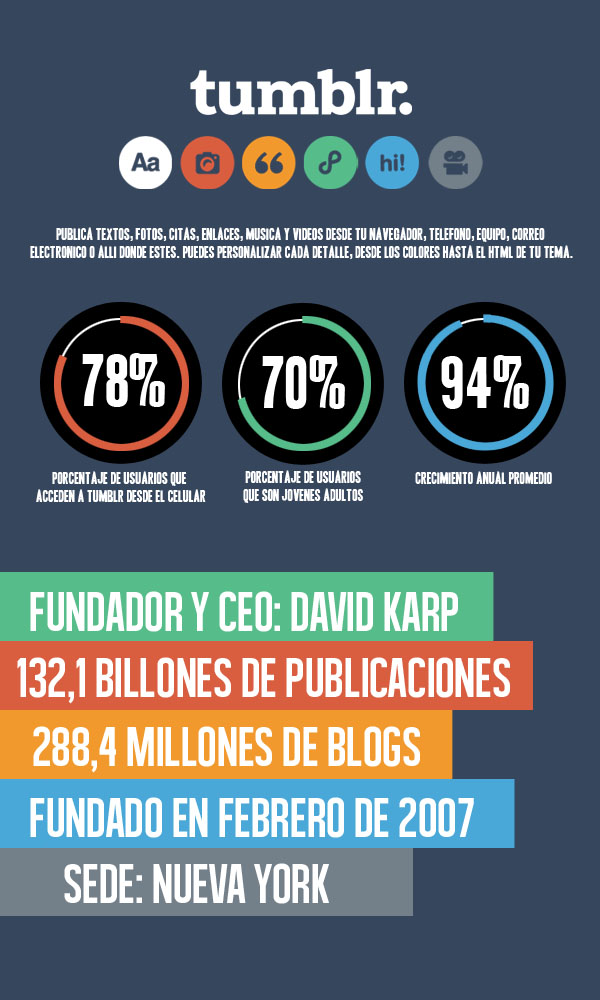 tumblr.
Aa
hi!
PUBLICA TEXTOS, FOTOS, CITAS, ENLACES, MUSICA Y VIDEOS DESDE TU NAVEGADOR, TELEFONO, EQUIPO, CORREO
ELECTRONICO O ALLI DONDE ESTES. PUEDES PERSONALIZAR CADA DETALLE, DESDE LOS COLORES HASTA EL HTML DE TU TEMA.
78%
PORCENTAJE DE USUARIOS QUE
ACCEDEN A TUMBLR DESDE EL CELULAR
70%
PORCENTAJE DE USUARIOS
QUE SON JOVENES ADULTOS
94%
CRECIMIENTO ANUAL PROMEDIO
FUNDADOR Y CEO: DAVID KARP
132,1 BILLONES DE PUBLICACIONES
288,4 MILLONES DE BLOGS
FUNDADO EN FEBRERO DE 2007
SEDE: NUEVA YORK